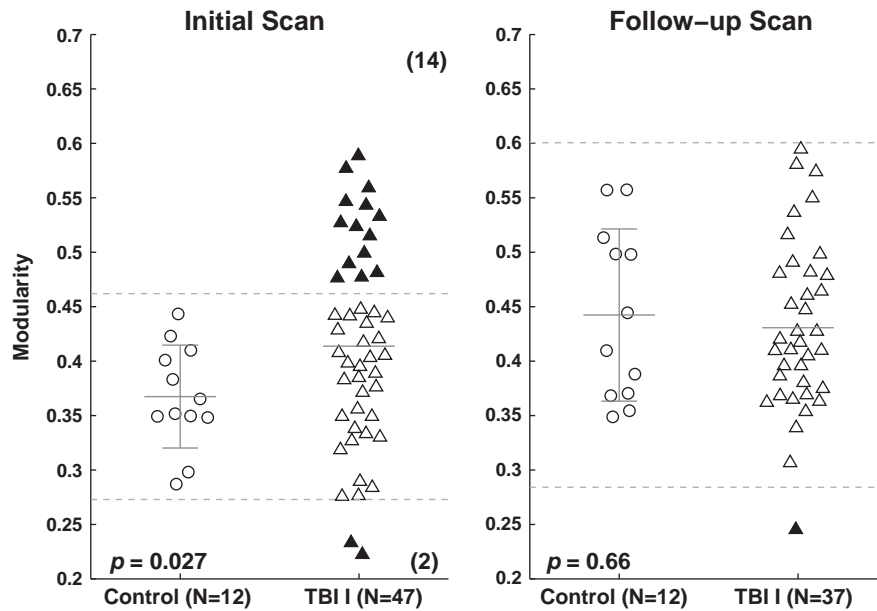 Initial Scan
Follow–up Scan
Modularity
0.7
0.65
0.6
0.55
0.5
0.45
0.4
0.35
0.3
0.25
0.2
(14)
(2)
p = 0.027
Control (N=12)
TBI I (N=47)
0.7
0.65
0.6
0.55
0.5
0.45
0.4
0.35
0.3
0.25
0.2
p = 0.66
Control (N=12)
TBI I (N=37)